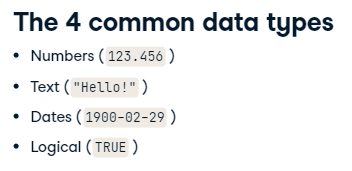 The 4 common data types
• Numbers (123.456)
• Text ("Hello!")
• Dates (1900-02-29)
• Logical (TRUE)